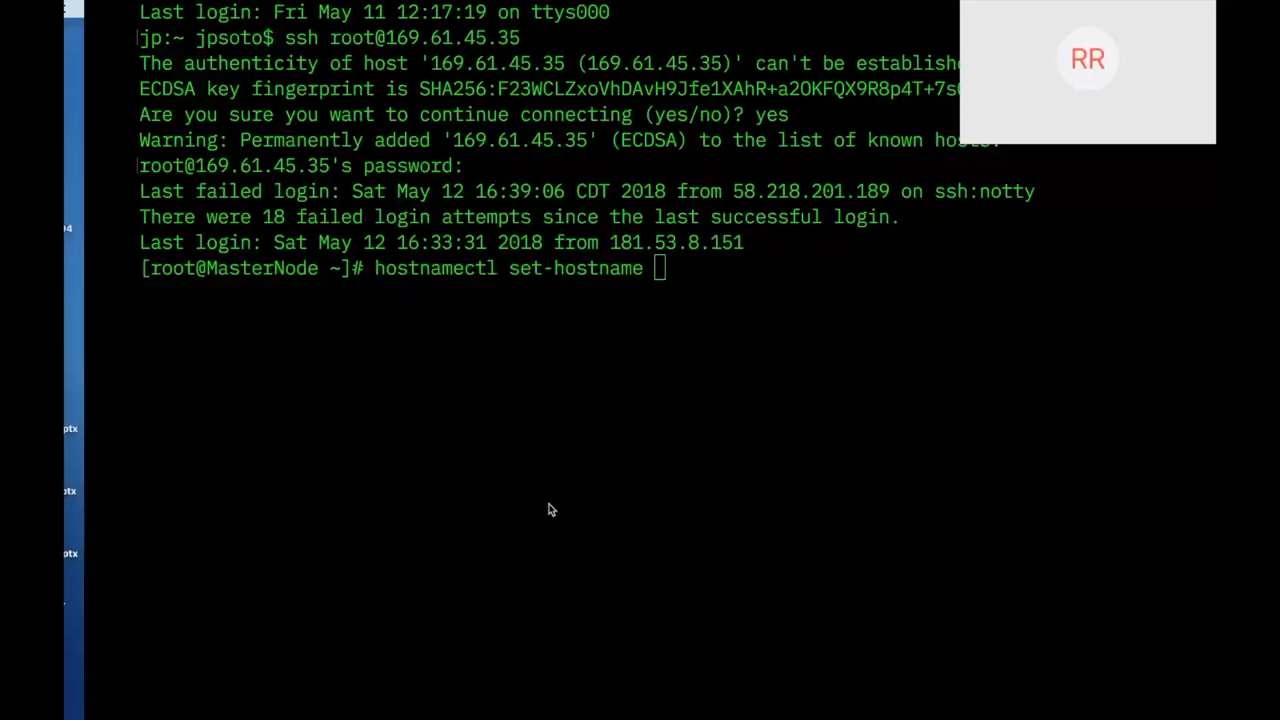 Last login: Fri May 11 12:17:19 on ttys000
jp:~ jpsoto$ ssh root@169.61.45.35
The authenticity of host '169.61.45.35 (169.61.45.35)' can't be
ECDSA key fingerprint is
Are you sure you want to continue connecting (yes/no)? yes
Warning: Permanently added '169.61.45.35' (ECDSA) to the list of known
root@169.61.45.35's password:
Last failed login: Sat May 12 16:39:06 CDT 2018 from 58.218.201.189 on ssh:notty
There were 18 failed login attempts since the last successful login.
Last login: Sat May 12 16:33:31 2018 from 181.53.8.151
[root@MasterNode ~]# hostnamectl set-hostname
RR
ptx
ptx